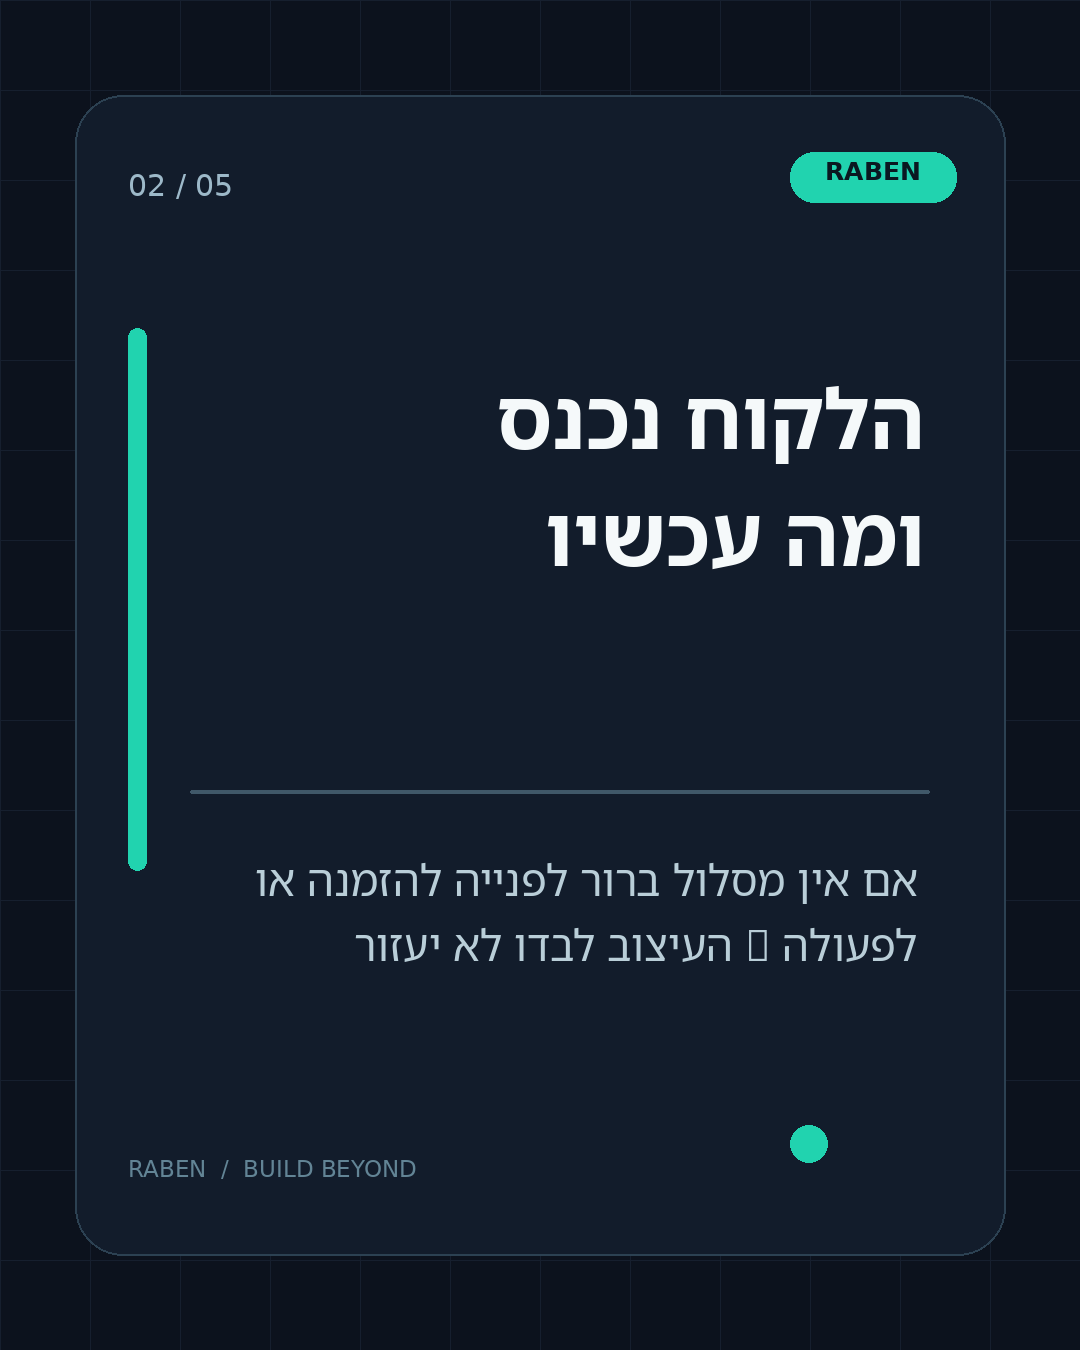 02 / 05
RABEN
הלקוח נכנס
ומה עכשיו
אם אין מסלול ברור לפנייה להזמנה או
לפעולה ▯ העיצוב לבדו לא יעזור
RABEN / BUILD BEYOND